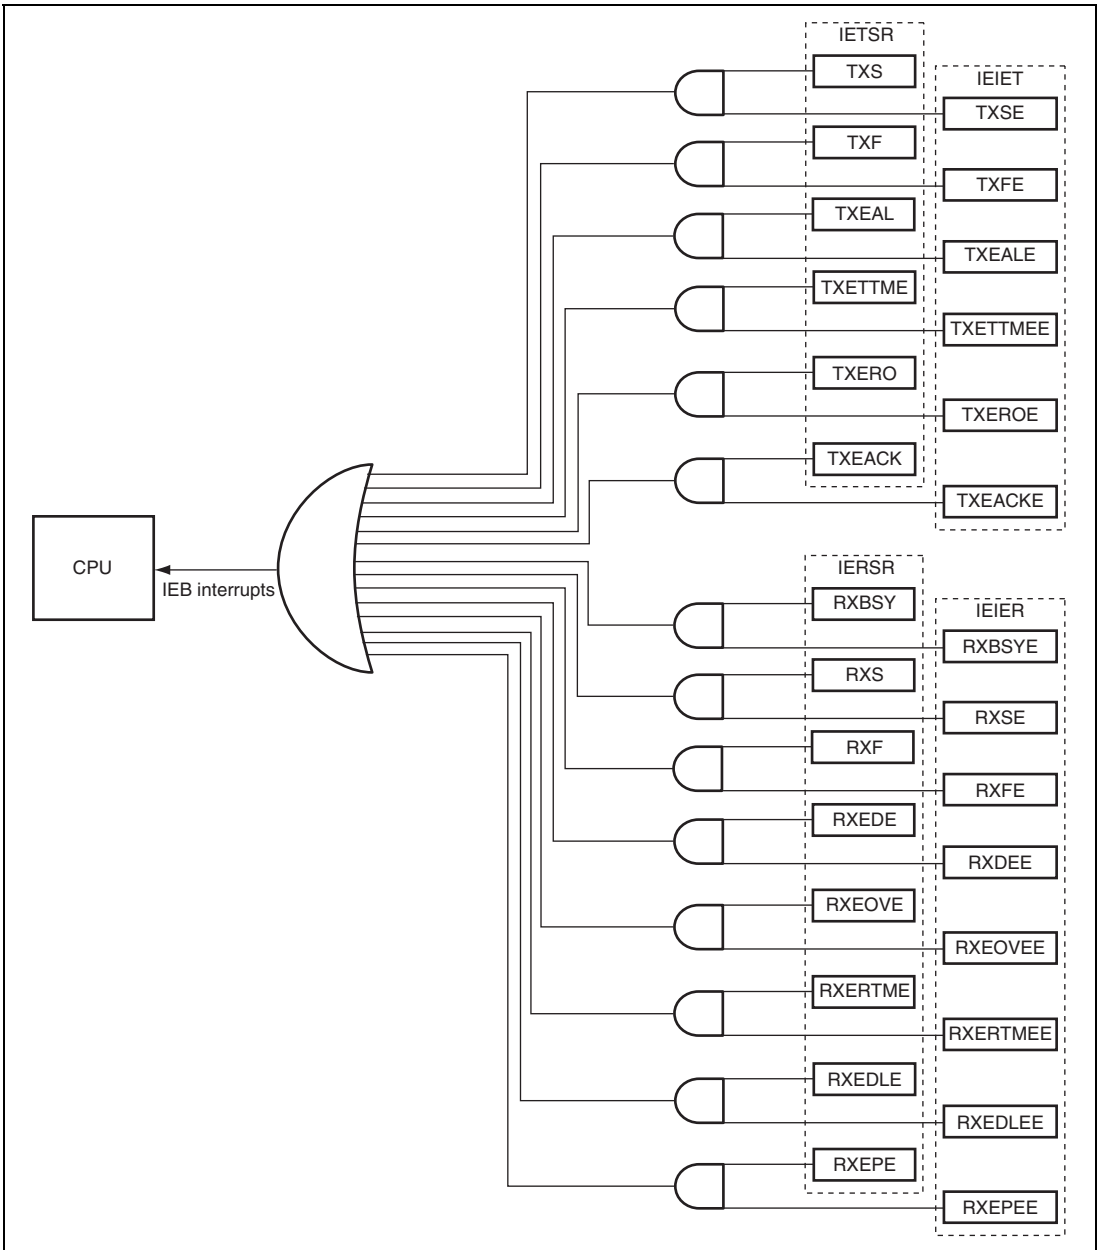 IETSR
TXS
IEIET
TXSE
TXF
TXFE
TXEAL
TXEALE
TXETTME
TXETTMEE
TXERO
TXEROE
TXEACK
TXEACKE
CPU
IEB interrupts
IERSR
RXBSY
IEIER
RXBSYE
RXS
RXSE
RXF
RXFE
RXEDE
RXDEE
RXEOVE
RXEOVEE
RXERTME
RXERTMEE
RXEDLE
RXEDLEE
RXEPE
RXEPEE